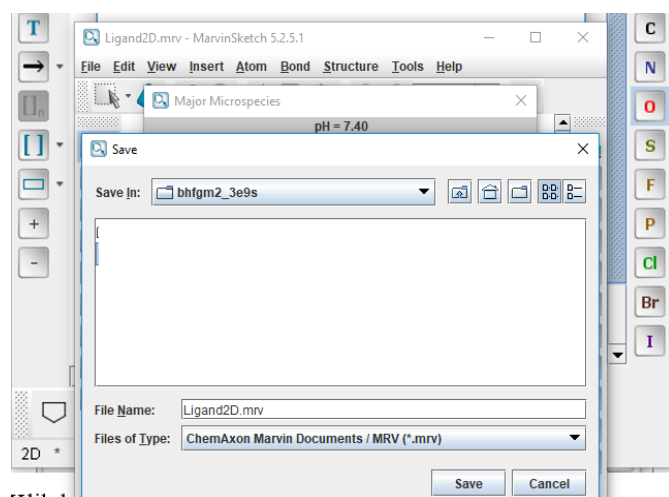 T
Ligand2D.mrv - MarvinSketch 5.2.5.1
File Edit View Insert Atom Bond Structure Tools Help
Major Microspecies
pH = 7.40
Save
Save In: bhfgm2_3e9s
File Name: Ligand2D.mrv
Files of Type: ChemAxon Marvin Documents / MRV (*.mrv)
Save Cancel
[ ]n
[ ]
+
-
2D *
C
N
O
S
F
P
Cl
Br
I